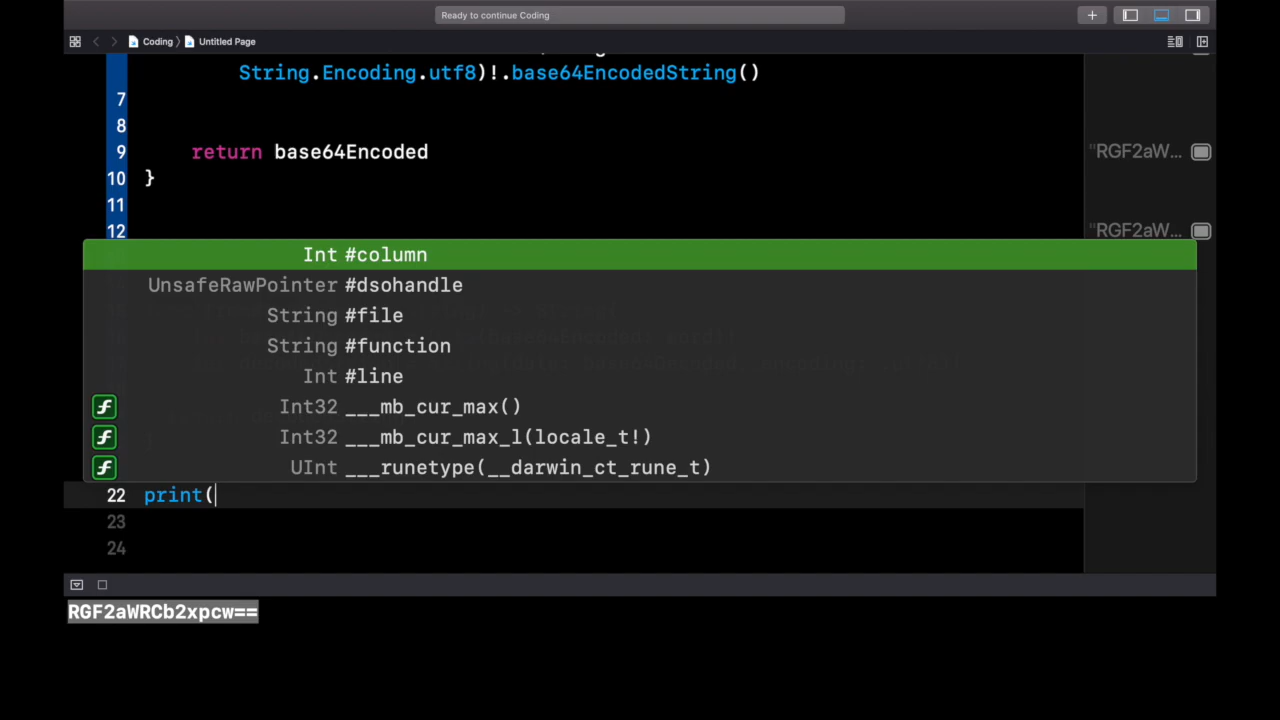 Ready to continue Coding
Coding 〉 Untitled Page
String.Encoding.utf8)!.base64EncodedString()
7
8
9 return base64Encoded "RGF2aW...
10 }
11
12 "RGF2aW...
Int #column
UnsafeRawPointer #dsohandle
String #file
String #function
Int #line
f Int32 ___mb_cur_max()
f Int32 ___mb_cur_max_l(locale_t!)
f UInt ___runetype(__darwin_ct_rune_t)
22 print(
23
24
RGF2aWRCb2xpcw==